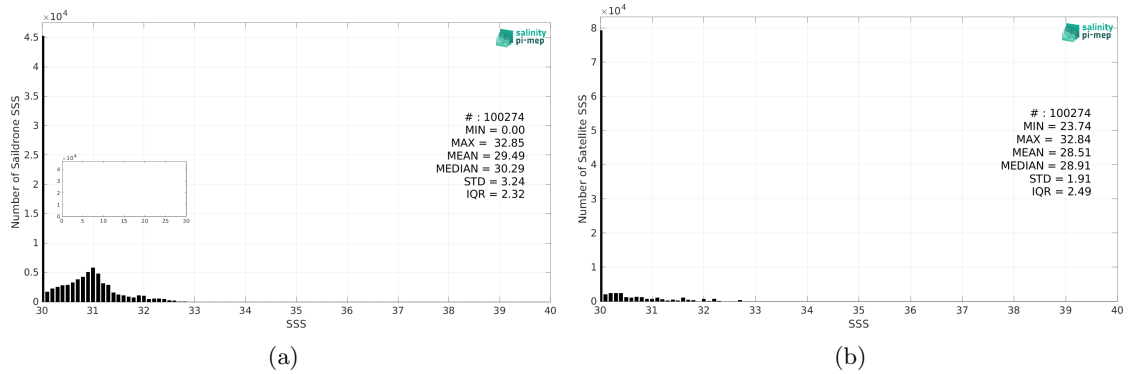 ×10⁴
4.5
4
3.5
3
2.5
2
1.5
1
0.5
0
Number of Saildrone SSS
salinity
pi-mep
# : 100274
MIN = 0.00
MAX = 32.85
MEAN = 29.49
MEDIAN = 30.29
STD = 3.24
IQR = 2.32
×10⁴
4
3
2
1
0
0 5 10 15 20 25 30
30 31 32 33 34 35 36 37 38 39 40
SSS
(a)
×10⁴
8
7
6
5
4
3
2
1
0
Number of Satellite SSS
salinity
pi-mep
# : 100274
MIN = 23.74
MAX = 32.84
MEAN = 28.51
MEDIAN = 28.91
STD = 1.91
IQR = 2.49
30 31 32 33 34 35 36 37 38 39 40
SSS
(b)